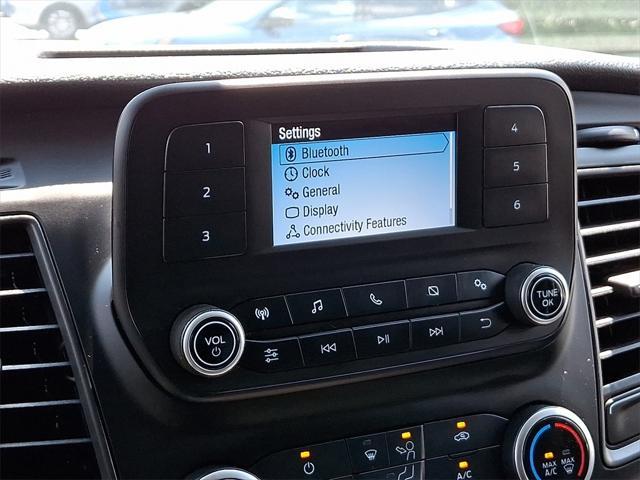 Settings
Bluetooth
Clock
General
Display
Connectivity Features
1
2
3
4
5
6
VOL
TUNE
OK
MAX
A/C
MAX
A/C